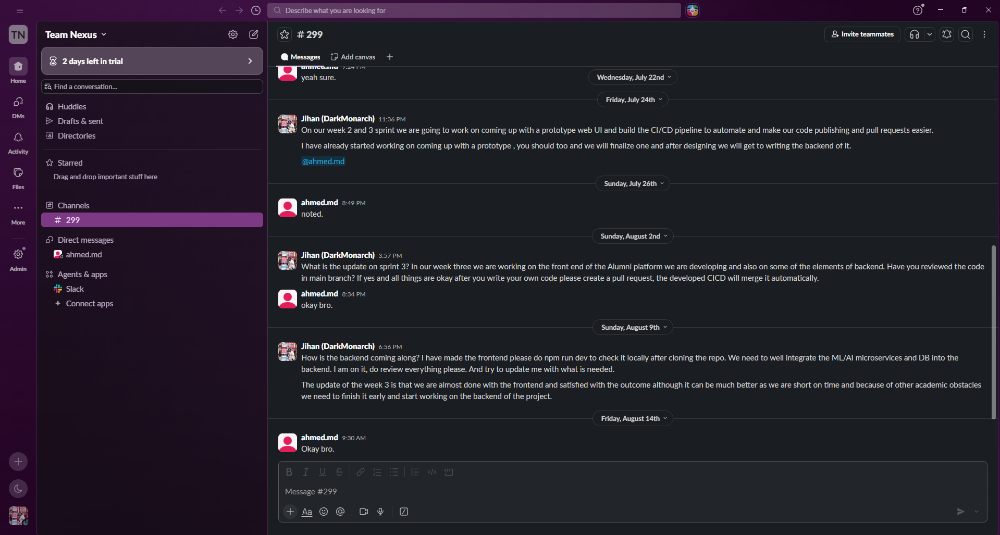 Describe what you are looking for
TN
Team Nexus
2 days left in trial
Find a conversation...
Home
Huddles
DMs
Drafts & sent
Directories
Activity
Starred
Drag and drop important stuff here
Files
Channels
# 299
More
Direct messages
ahmed.md
Admin
Agents & apps
Slack
+ Connect apps
# 299
Invite teammates
Messages
Add canvas
ahmed.md 9:24 PM
yeah sure.
Wednesday, July 22nd
Friday, July 24th
Jihan (DarkMonarch) 11:36 PM
On our week 2 and 3 sprint we are going to work on coming up with a prototype web UI and build the CI/CD pipeline to automate and make our code publishing and pull requests easier.
I have already started working on coming up with a prototype , you should too and we will finalize one and after designing we will get to writing the backend of it.
@ahmed.md
Sunday, July 26th
ahmed.md 8:49 PM
noted.
Sunday, August 2nd
Jihan (DarkMonarch) 3:57 PM
What is the update on sprint 3? In our week three we are working on the front end of the Alumni platform we are developing and also on some of the elements of backend. Have you reviewed the code
in main branch? If yes and all things are okay after you write your own code please create a pull request, the developed CICD will merge it automatically.
ahmed.md 8:34 PM
okay bro.
Sunday, August 9th
Jihan (DarkMonarch) 6:56 PM
How is the backend coming along? I have made the frontend please do npm run dev to check it locally after cloning the repo. We need to well integrate the ML/AI microservices and DB into the
backend. I am on it, do review everything please. And try to update me with what is needed.
The update of the week 3 is that we are almost done with the frontend and satisfied with the outcome although it can be much better as we are short on time and because of other academic obstacles
we need to finish it early and start working on the backend of the project.
Friday, August 14th
ahmed.md 9:30 AM
Okay bro.
B I U S
Message #299
Aa